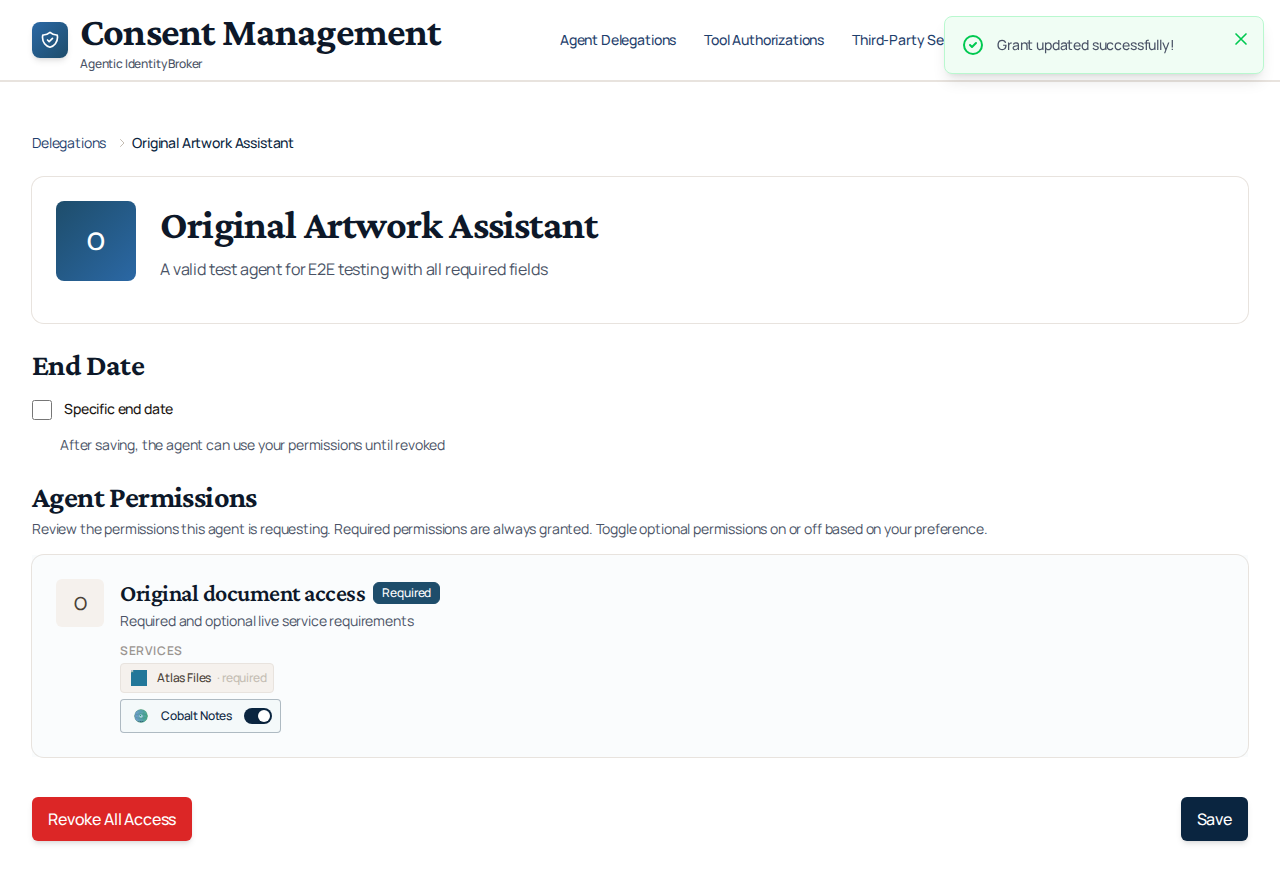 Consent Management
Agentic IdentityBroker
Agent Delegations
Tool Authorizations
Third-Party Se
Grant updated successfully!
Delegations
Original Artwork Assistant
O
Original Artwork Assistant
A valid test agent for E2E testing with all required fields
End Date
Specific end date
After saving, the agent can use your permissions until revoked
Agent Permissions
Review the permissions this agent is requesting. Required permissions are always granted. Toggle optional permissions on or off based on your preference.
O
Original document access
Required
Required and optional live service requirements
SERVICES
Atlas Files · required
Cobalt Notes
Revoke All Access
Save